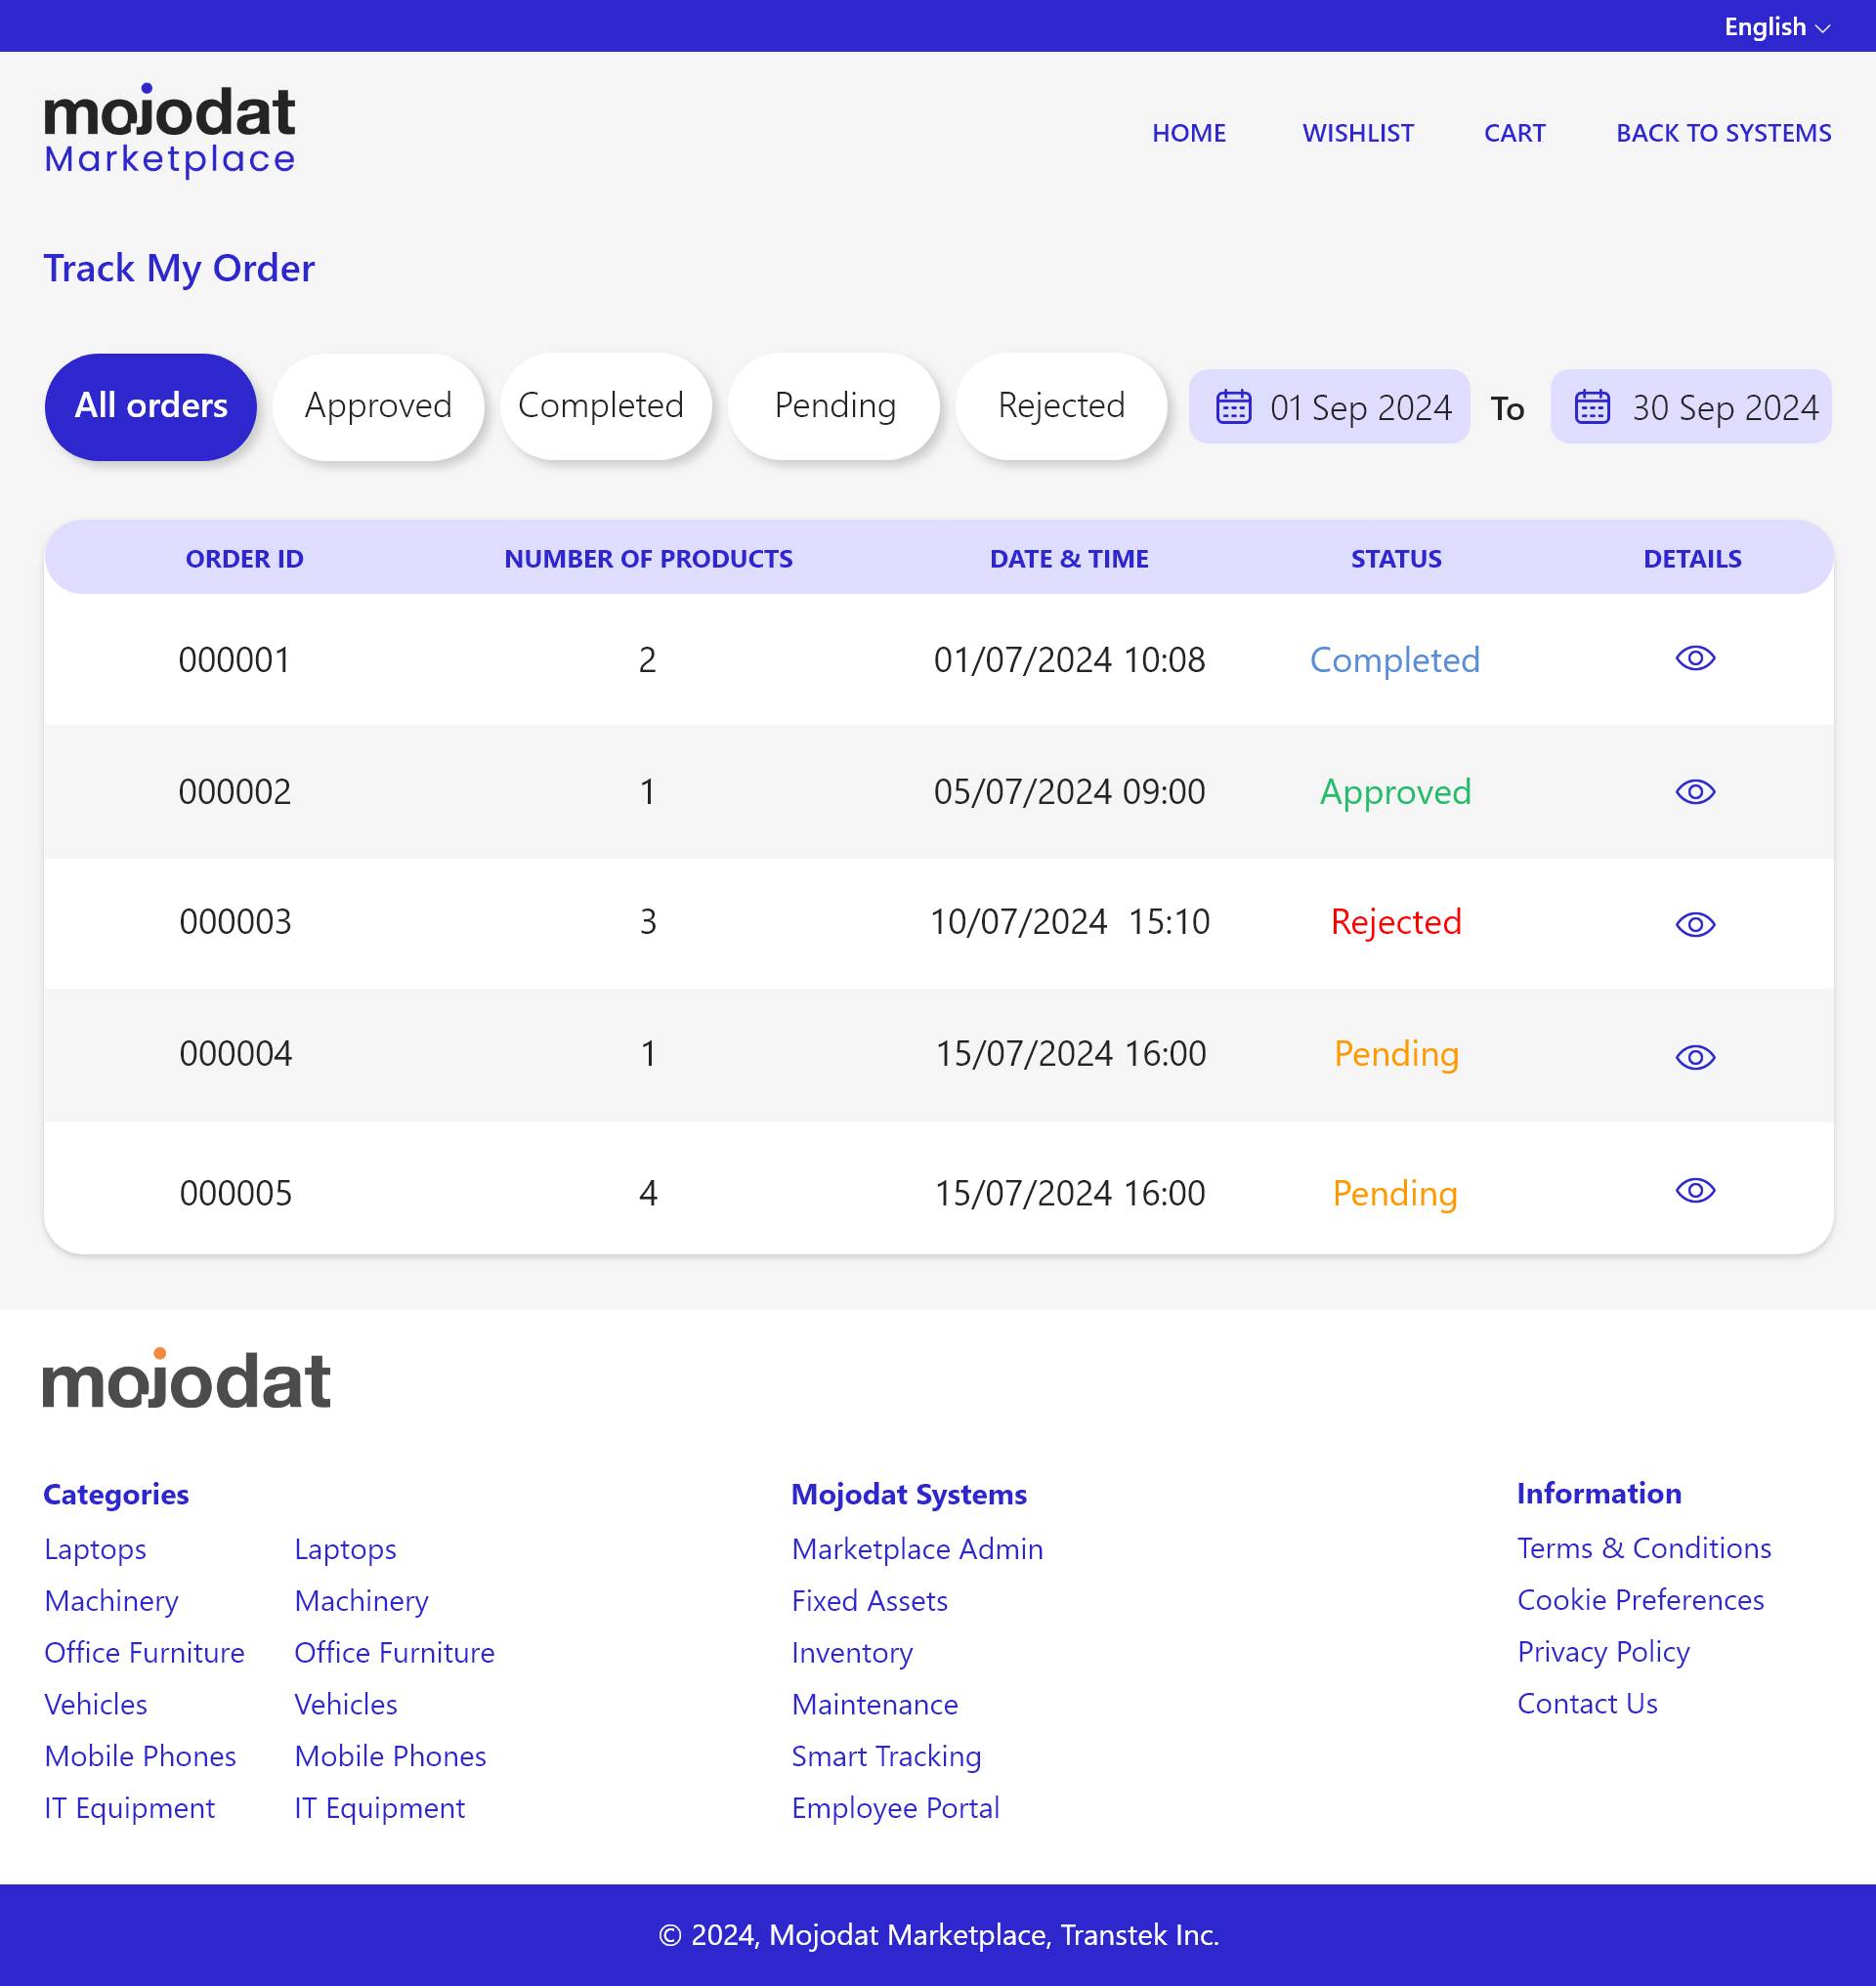 English
mojodat
Marketplace
HOME WISHLIST CART BACK TO SYSTEMS
Track My Order
All orders Approved Completed Pending Rejected 01 Sep 2024 To 30 Sep 2024
ORDER ID NUMBER OF PRODUCTS DATE & TIME STATUS DETAILS
000001 2 01/07/2024 10:08 Completed
000002 1 05/07/2024 09:00 Approved
000003 3 10/07/2024 15:10 Rejected
000004 1 15/07/2024 16:00 Pending
000005 4 15/07/2024 16:00 Pending
mojodat
Categories Mojodat Systems Information
Laptops Laptops Marketplace Admin Terms & Conditions
Machinery Machinery Fixed Assets Cookie Preferences
Office Furniture Office Furniture Inventory Privacy Policy
Vehicles Vehicles Maintenance Contact Us
Mobile Phones Mobile Phones Smart Tracking
IT Equipment IT Equipment Employee Portal
© 2024, Mojodat Marketplace, Transtek Inc.